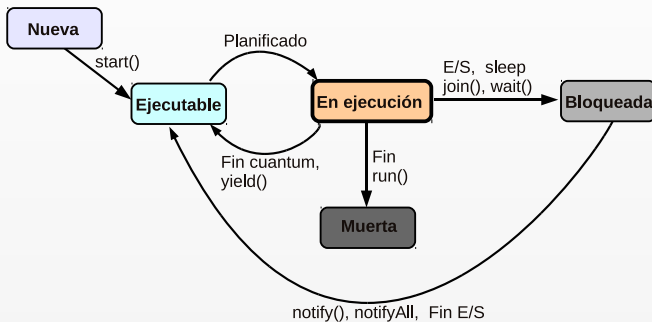 Nueva
start()
Planificado
Ejecutable
En ejecución
E/S, sleep
join(), wait()
Bloqueada
Fin cuantum,
yield()
Fin
run()
Muerta
notify(), notifyAll, Fin E/S